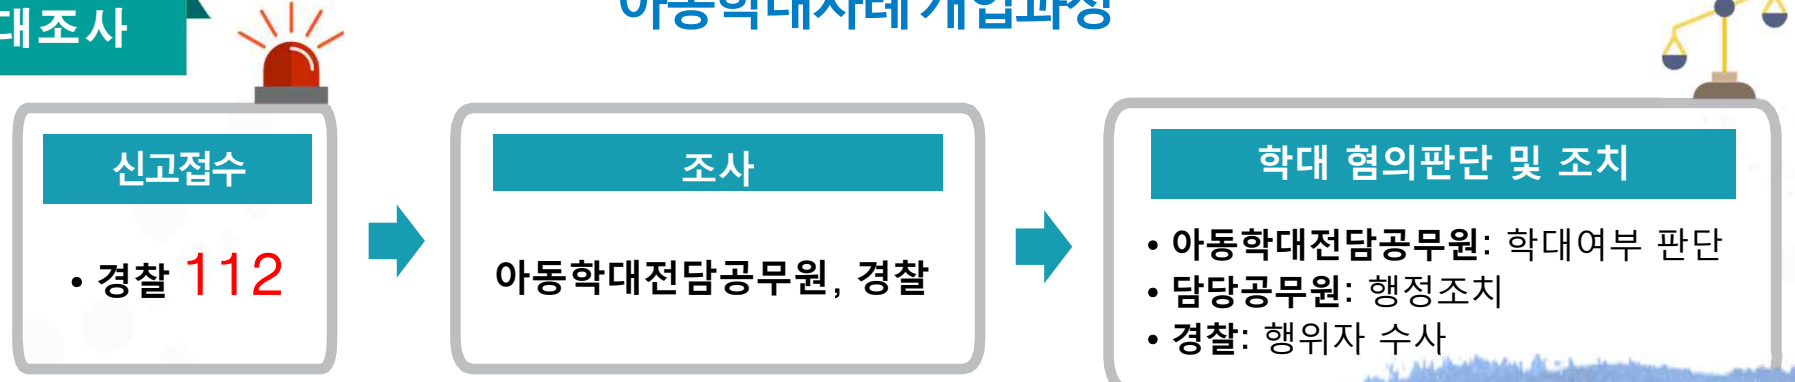 대조사
아동학대사례 개입과정
신고접수
• 경찰 112
조사
아동학대전담공무원, 경찰
학대 혐의판단 및 조치
• 아동학대전담공무원: 학대여부 판단
• 담당공무원: 행정조치
• 경찰: 행위자 수사